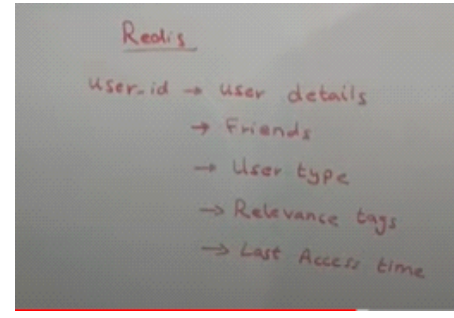 Redis
user_id → user details
→ Friends
→ User type
→ Relevance tags
→ Last Access time